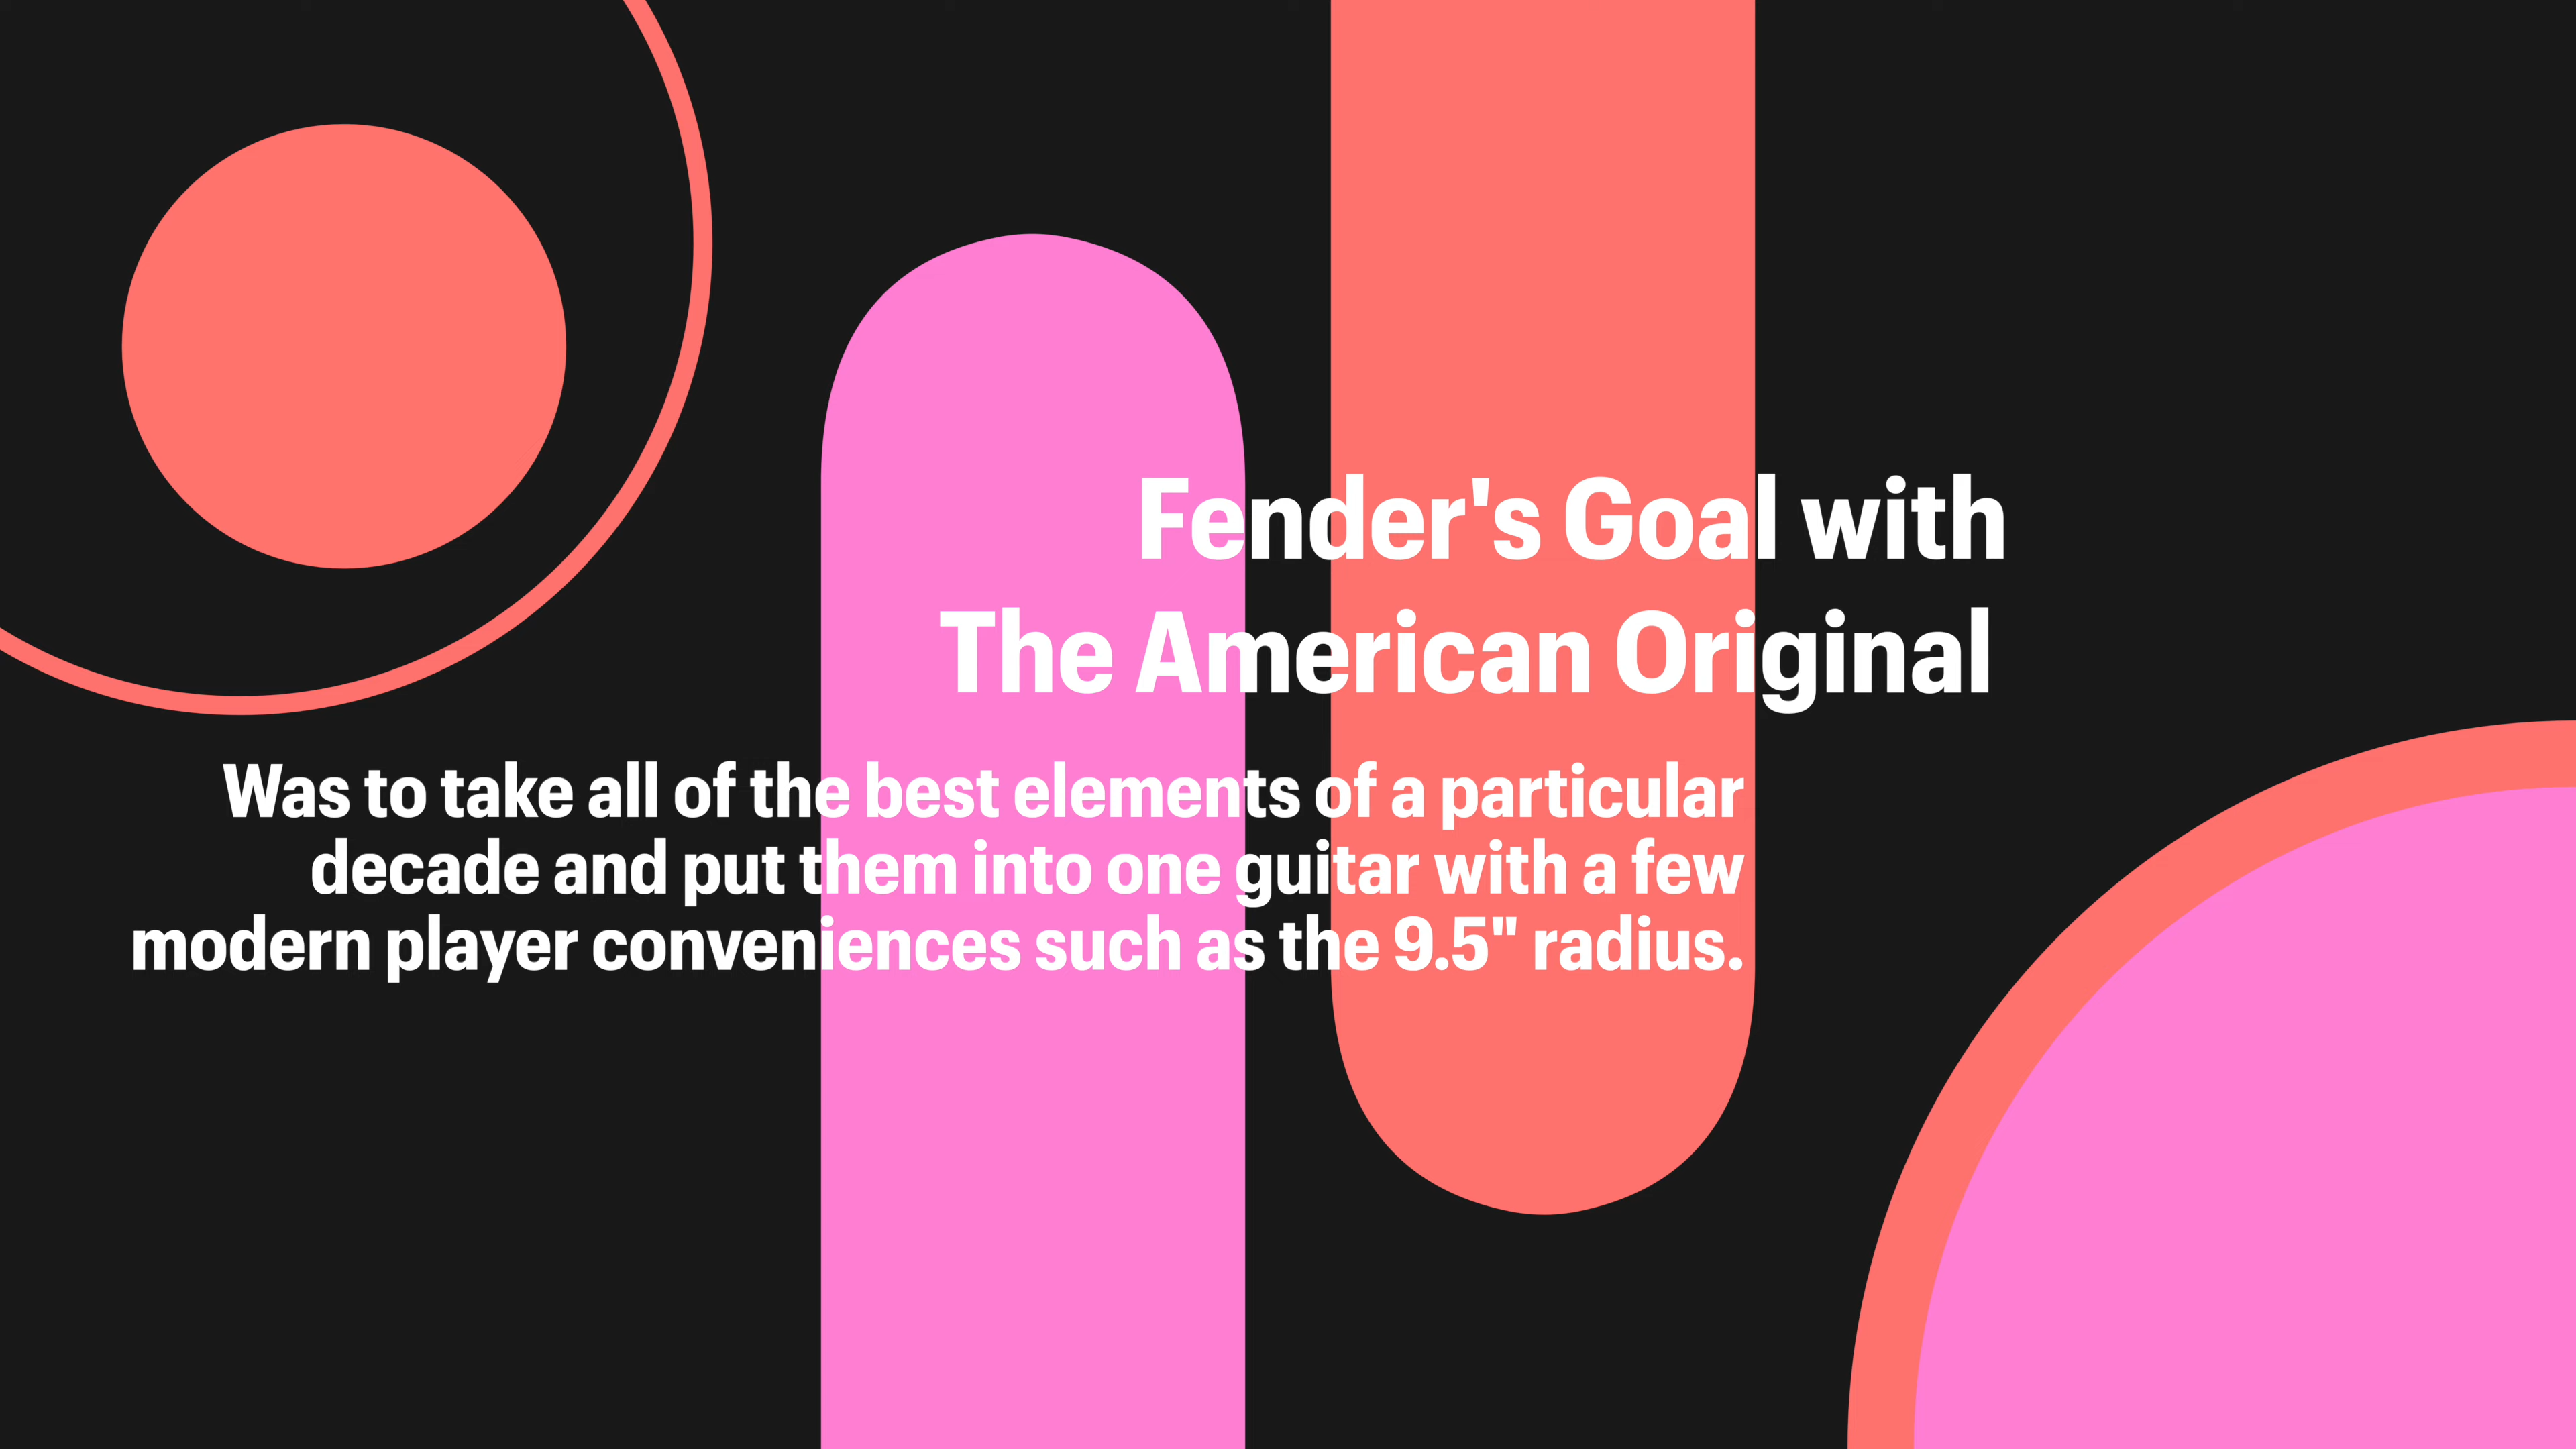 Fender's Goal with
The American Original
Was to take all of the best elements of a particular
decade and put them into one guitar with a few
modern player conveniences such as the 9.5" radius.